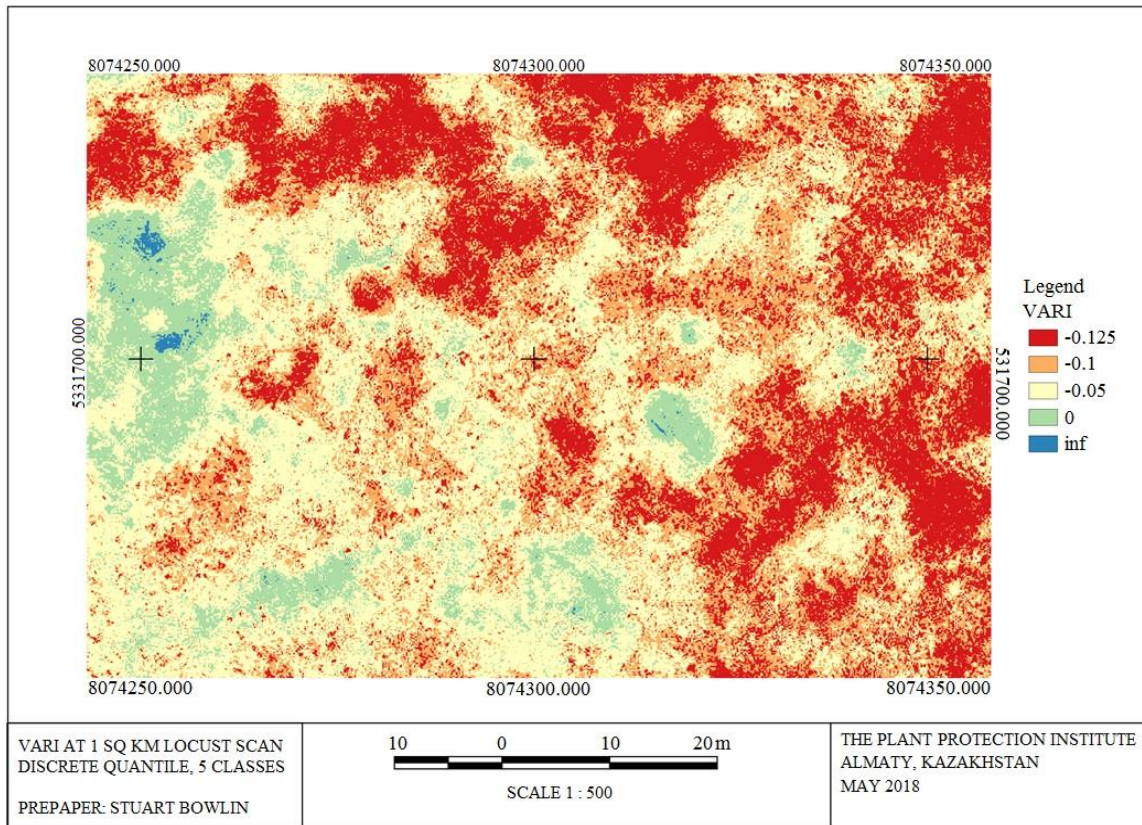 8074250.000 8074300.000 8074350.000
5331700.000
531700.000
Legend
VARI
-0.125
-0.1
-0.05
0
inf
8074250.000 8074300.000 8074350.000
VARI AT 1 SQ KM LOCUST SCAN
DISCRETE QUANTILE, 5 CLASSES
PREPAPER: STUART BOWLIN
10 0 10 20 m
SCALE 1 : 500
THE PLANT PROTECTION INSTITUTE
ALMATY, KAZAKHSTAN
MAY 2018